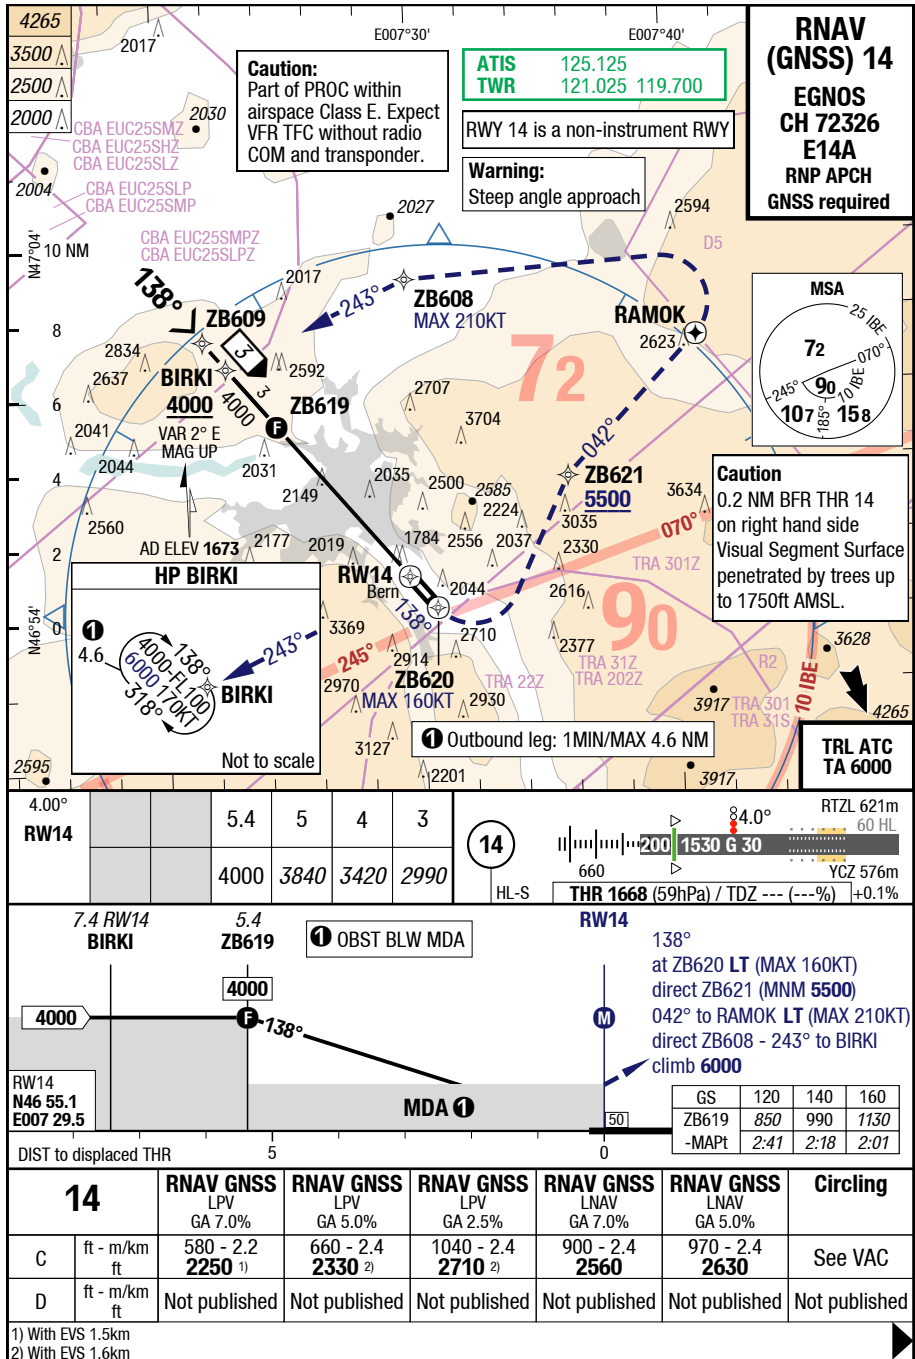 4265
3500
2500
2000
2017
E007°30'
E007°40'
RNAV
(GNSS) 14
EGNOS
CH 72326
E14A
RNP APCH
GNSS required
Caution:
Part of PROC within
airspace Class E. Expect
VFR TFC without radio
COM and transponder.
ATIS 125.125
TWR 121.025 119.700
RWY 14 is a non-instrument RWY
Warning:
Steep angle approach
2030
CBA EUC25SMZ
CBA EUC25SHZ
CBA EUC25SLZ
2004
CBA EUC25SLP
CBA EUC25SMP
2027
2594
D5
N47°04'
10 NM
CBA EUC25SMPZ
CBA EUC25SLPZ
2017
138°
ZB609
243°
ZB608
MAX 210KT
RAMOK
2623
MSA
25 IBE
72
070°
245°
90
10 IBE
107
185°
158
8
2834
2637
3
2592
BIRKI
4000
4000
3
ZB619
F
72
2707
3704
6
2041
2044
VAR 2° E
MAG UP
2031
042°
ZB621
5500
4
2149
2035
2500
2585
2224
3035
3634
070°
Caution
0.2 NM BFR THR 14
on right hand side
Visual Segment Surface
penetrated by trees up
to 1750ft AMSL.
2560
AD ELEV 1673
2177
2019
1784
2556
2037
2330
TRA 301Z
2
HP BIRKI
RW14
Bern
2044
2616
90
N46°54'
0
1
4.6
138°
4000-FL100
6000 170KT
318°
243°
BIRKI
Not to scale
3369
138°
2710
2377
245°
2914
2970
ZB620
MAX 160KT
2930
TRA 22Z
TRA 31Z
TRA 202Z
R2
3628
3917
TRA 301
TRA 31S
10 IBE
4265
3127
1 Outbound leg: 1MIN/MAX 4.6 NM
TRL ATC
TA 6000
2595
2201
3917
4.00°
RW14
5.4 5 4 3
4000 3840 3420 2990
14
HL-S
4.0°
RTZL 621m
60 HL
200 1530 G 30
660
YCZ 576m
THR 1668 (59hPa) / TDZ --- (---%) +0.1%
7.4 RW14
BIRKI
5.4
ZB619
1 OBST BLW MDA
RW14
138°
at ZB620 LT (MAX 160KT)
direct ZB621 (MNM 5500)
042° to RAMOK LT (MAX 210KT)
direct ZB608 - 243° to BIRKI
climb 6000
4000
4000
F
138°
M
RW14
N46 55.1
E007 29.5
MDA 1
50
GS 120 140 160
ZB619 850 990 1130
-MAPt 2:41 2:18 2:01
DIST to displaced THR 5 0
14
RNAV GNSS RNAV GNSS RNAV GNSS RNAV GNSS RNAV GNSS Circling
LPV LPV LPV LNAV LNAV
GA 7.0% GA 5.0% GA 2.5% GA 7.0% GA 5.0%
C ft - m/km 580 - 2.2 660 - 2.4 1040 - 2.4 900 - 2.4 970 - 2.4 See VAC
ft 2250 1) 2330 2) 2710 2) 2560 2630
D ft - m/km Not published Not published Not published Not published Not published Not published
ft
1) With EVS 1.5km
2) With EVS 1.6km